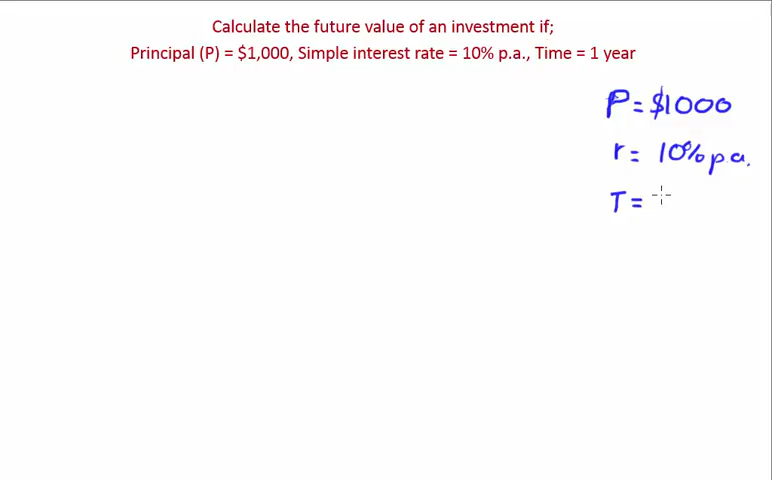 Calculate the future value of an investment if;
Principal (P) = $1,000, Simple interest rate = 10% p.a., Time = 1 year
P = $1000
r = 10% p.a.
T =